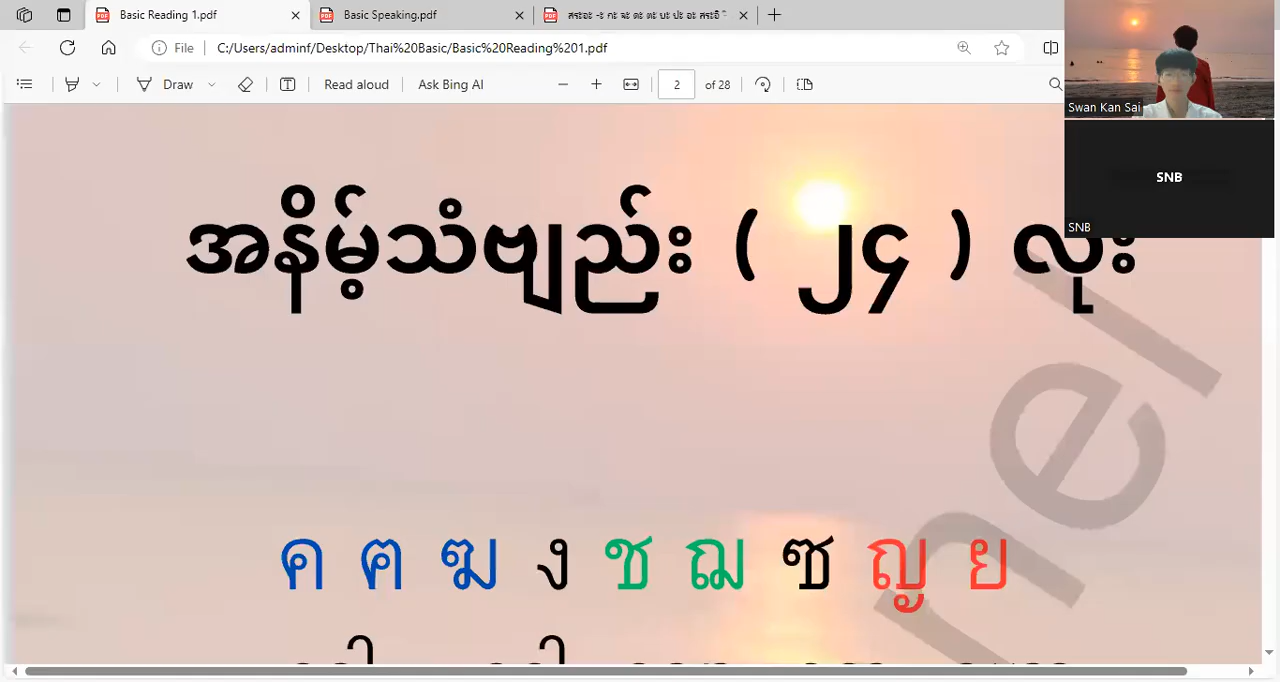 Basic Reading 1.pdf
Basic Speaking.pdf
File
C:/Users/adminf/Desktop/Thai%20Basic/Basic%20Reading%201.pdf
Draw
Read aloud
Ask Bing AI
2
of 28
Swan Kan Sai
SNB
SNB
အနိမ့်သံဗျည်း ( ၂၄ ) လုံး
ค ฅ ฆ ง ช ฌ ซ ญ ย
nel